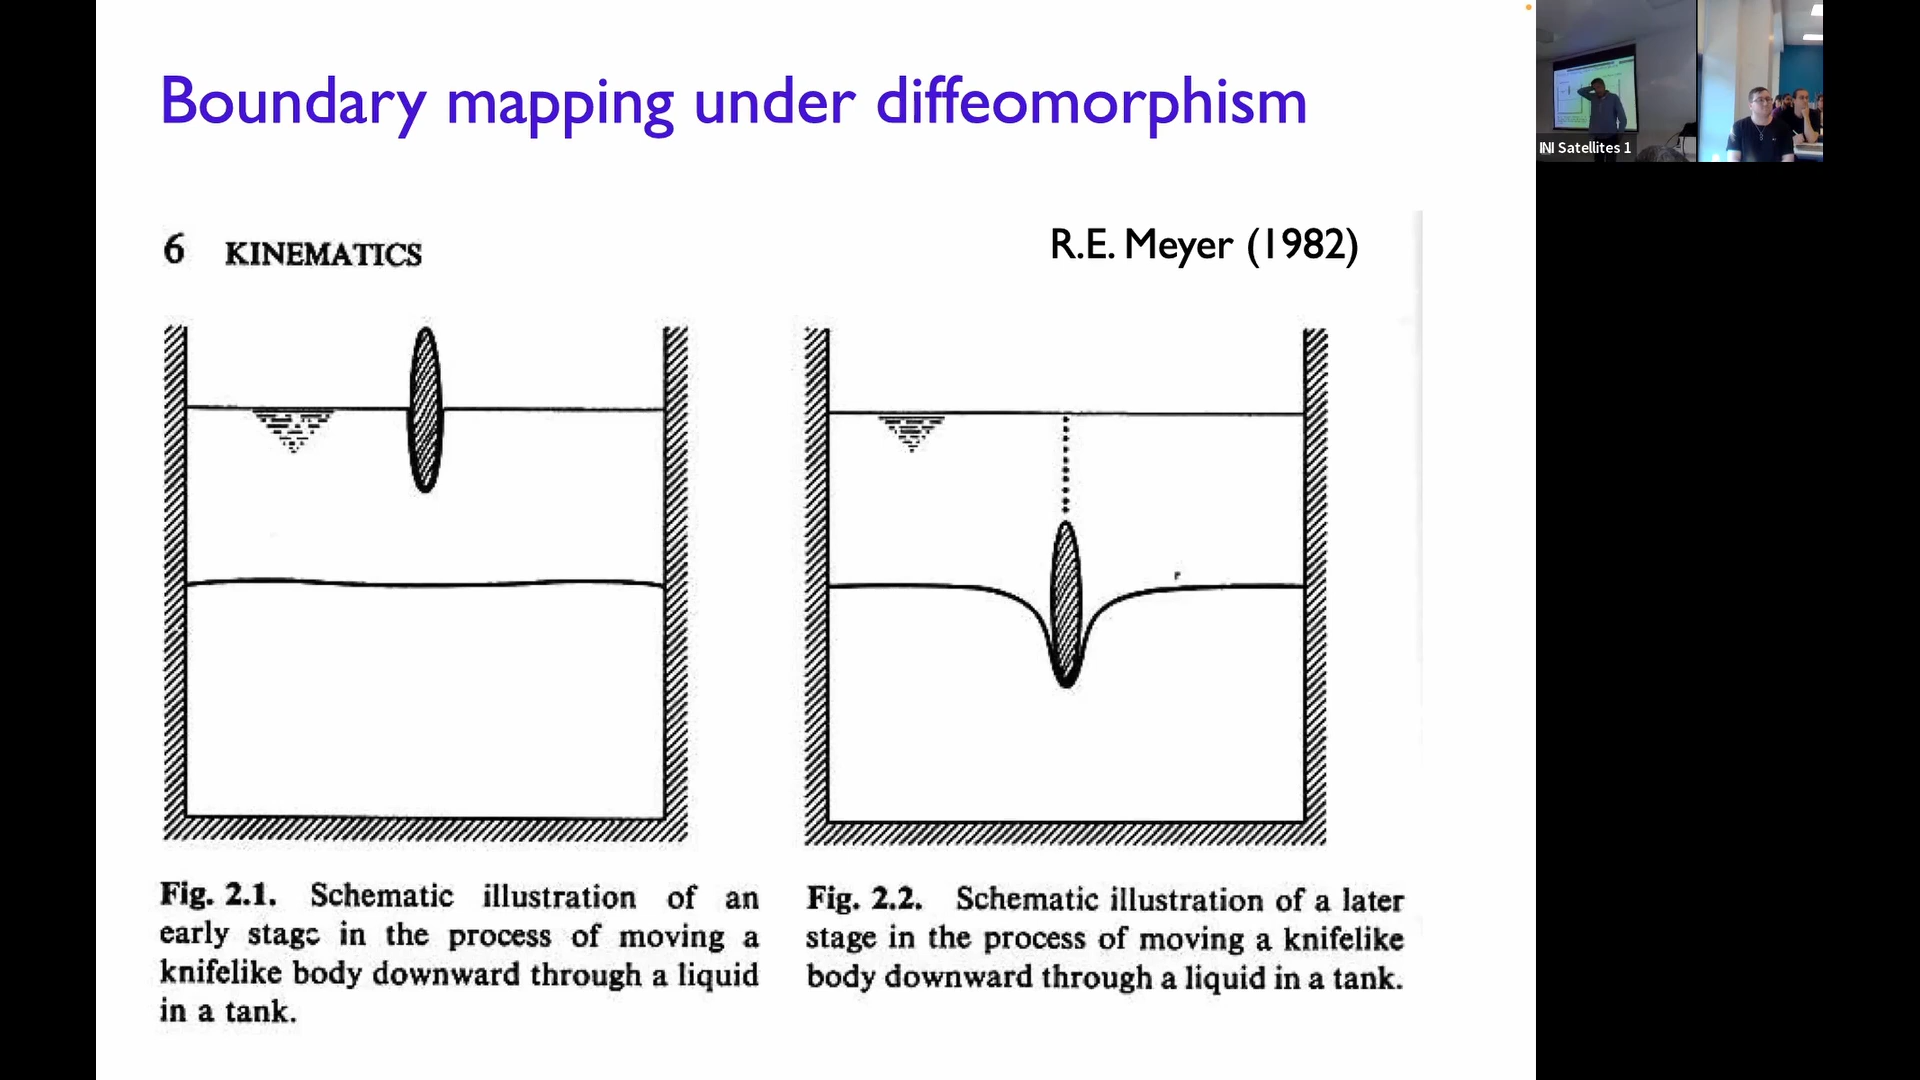 Boundary mapping under diffeomorphism
INI Satellites 1
6 KINEMATICS
R.E. Meyer (1982)
Fig. 2.1. Schematic illustration of an
early stage in the process of moving a
knifelike body downward through a liquid
in a tank.
Fig. 2.2. Schematic illustration of a later
stage in the process of moving a knifelike
body downward through a liquid in a tank.